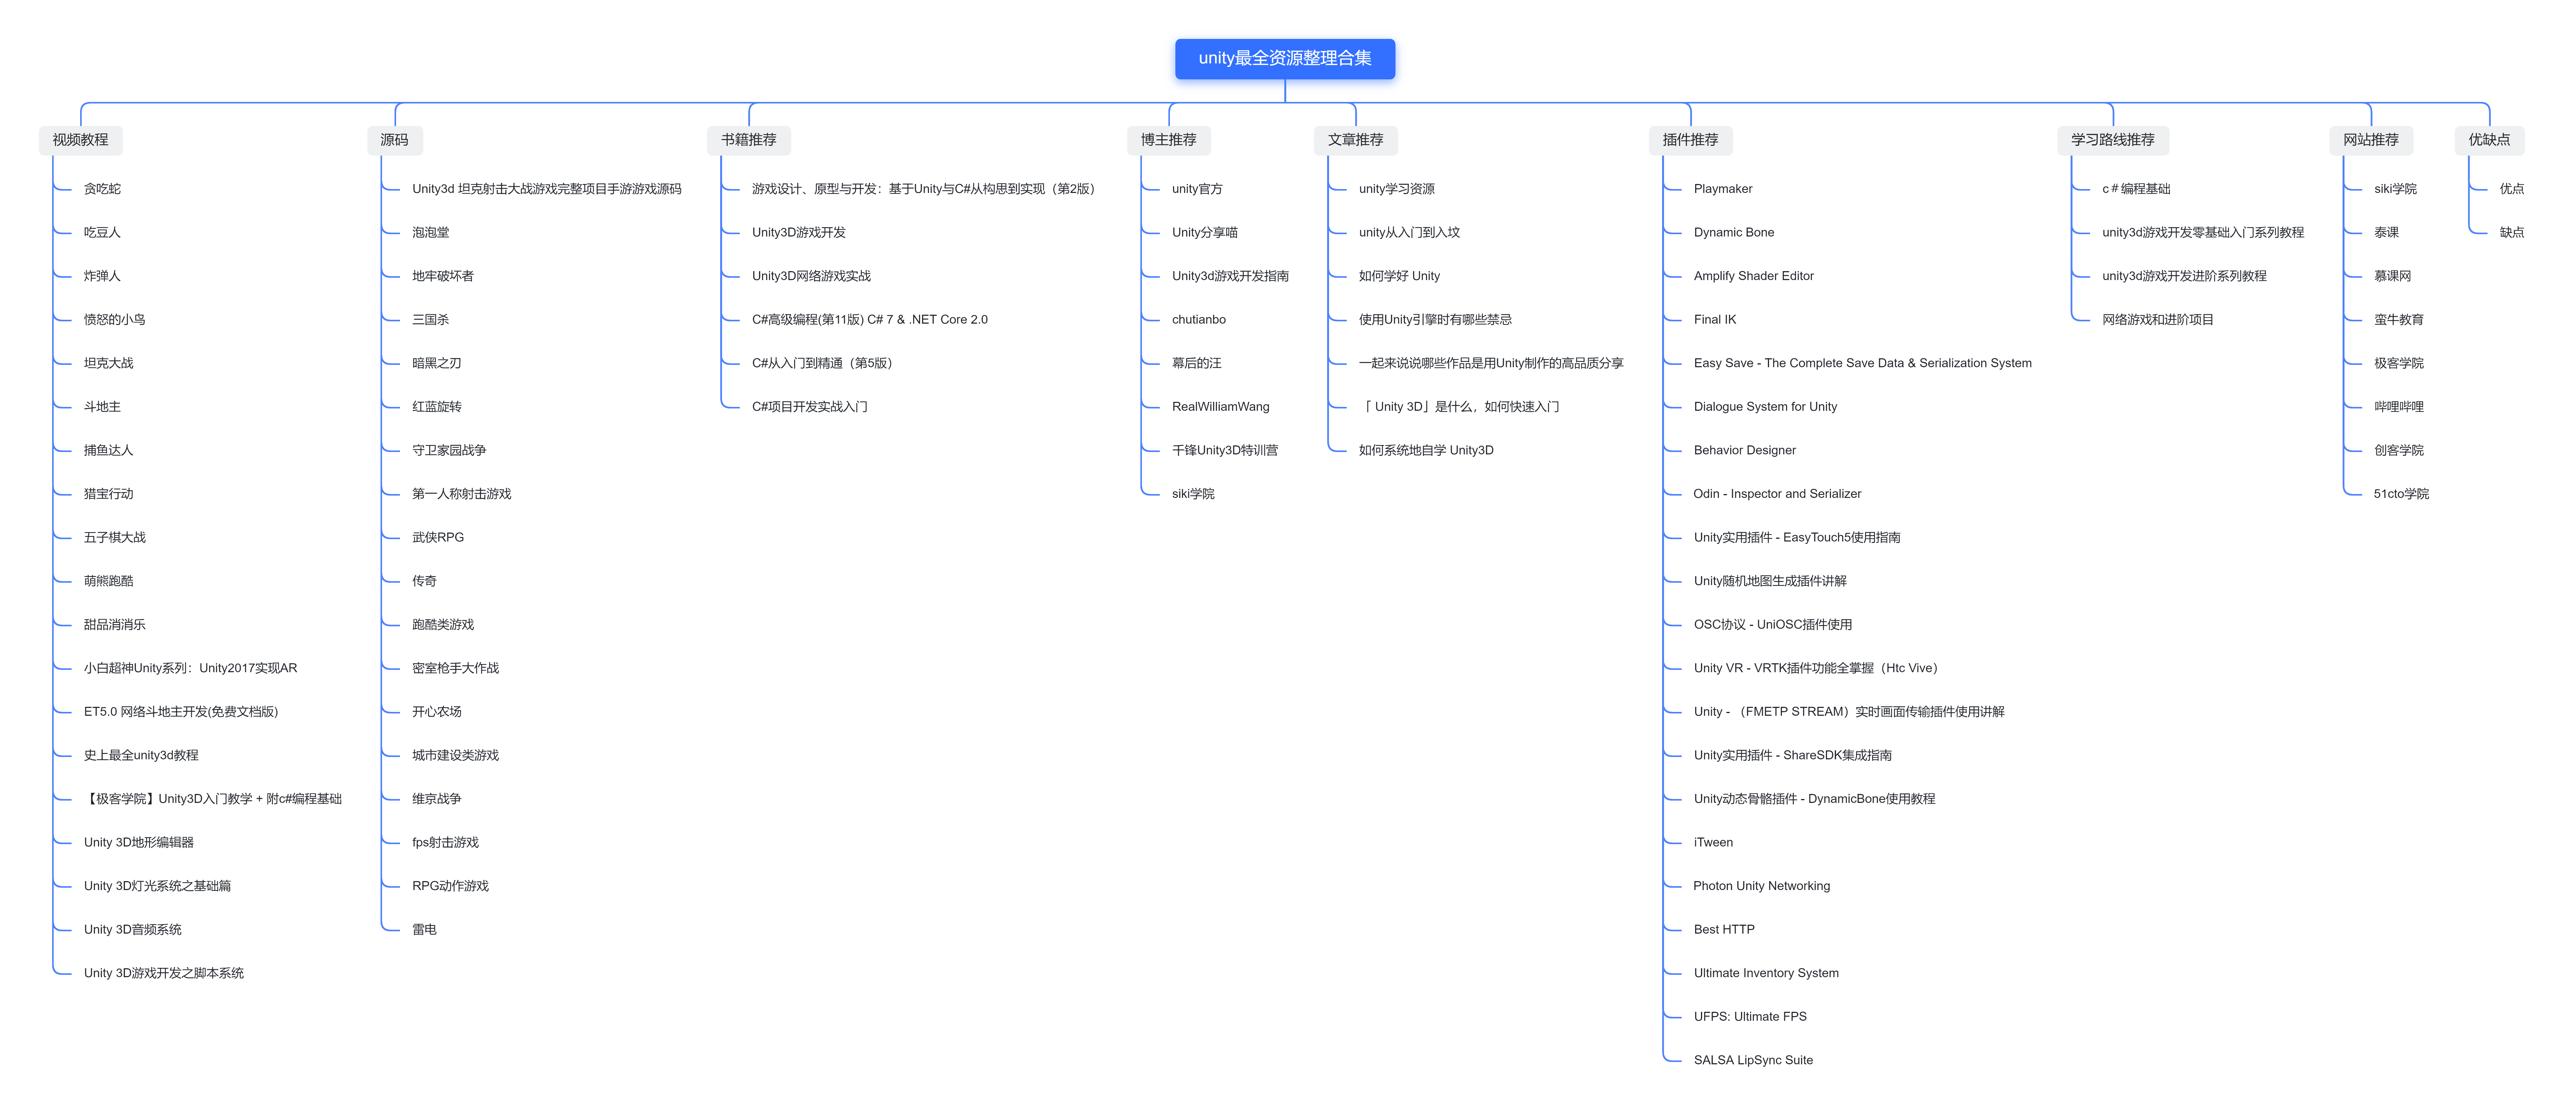 unity最全资源整理合集
视频教程
贪吃蛇
吃豆人
炸弹人
愤怒的小鸟
坦克大战
斗地主
捕鱼达人
猎宝行动
五子棋大战
萌熊跑酷
甜品消消乐
小白超神Unity系列：Unity2017实现AR
ET5.0 网络斗地主开发(免费文档版)
史上最全unity3d教程
【极客学院】Unity3D入门教学 + 附c#编程基础
Unity 3D地形编辑器
Unity 3D灯光系统之基础篇
Unity 3D音频系统
Unity 3D游戏开发之脚本系统
源码
Unity3d 坦克射击大战游戏完整项目手游游戏源码
泡泡堂
地牢破坏者
三国杀
暗黑之刃
红蓝旋转
守卫家园战争
第一人称射击游戏
武侠RPG
传奇
跑酷类游戏
密室枪手大作战
开心农场
城市建设类游戏
维京战争
fps射击游戏
RPG动作游戏
雷电
书籍推荐
游戏设计、原型与开发：基于Unity与C#从构思到实现（第2版）
Unity3D游戏开发
Unity3D网络游戏实战
C#高级编程(第11版) C# 7 & .NET Core 2.0
C#从入门到精通（第5版）
C#项目开发实战入门
博主推荐
unity官方
Unity分享喵
Unity3d游戏开发指南
chutianbo
幕后的汪
RealWilliamWang
千锋Unity3D特训营
siki学院
文章推荐
unity学习资源
unity从入门到入坟
如何学好 Unity
使用Unity引擎时有哪些禁忌
一起来说说哪些作品是用Unity制作的高品质分享
「 Unity 3D」是什么，如何快速入门
如何系统地自学 Unity3D
插件推荐
Playmaker
Dynamic Bone
Amplify Shader Editor
Final IK
Easy Save - The Complete Save Data & Serialization System
Dialogue System for Unity
Behavior Designer
Odin - Inspector and Serializer
Unity实用插件 - EasyTouch5使用指南
Unity随机地图生成插件讲解
OSC协议 - UniOSC插件使用
Unity VR - VRTK插件功能全掌握（Htc Vive）
Unity - （FMETP STREAM）实时画面传输插件使用讲解
Unity实用插件 - ShareSDK集成指南
Unity动态骨骼插件 - DynamicBone使用教程
iTween
Photon Unity Networking
Best HTTP
Ultimate Inventory System
UFPS: Ultimate FPS
SALSA LipSync Suite
学习路线推荐
c＃编程基础
unity3d游戏开发零基础入门系列教程
unity3d游戏开发进阶系列教程
网络游戏和进阶项目
网站推荐
siki学院
泰课
慕课网
蛮牛教育
极客学院
哔哩哔哩
创客学院
51cto学院
优缺点
优点
缺点